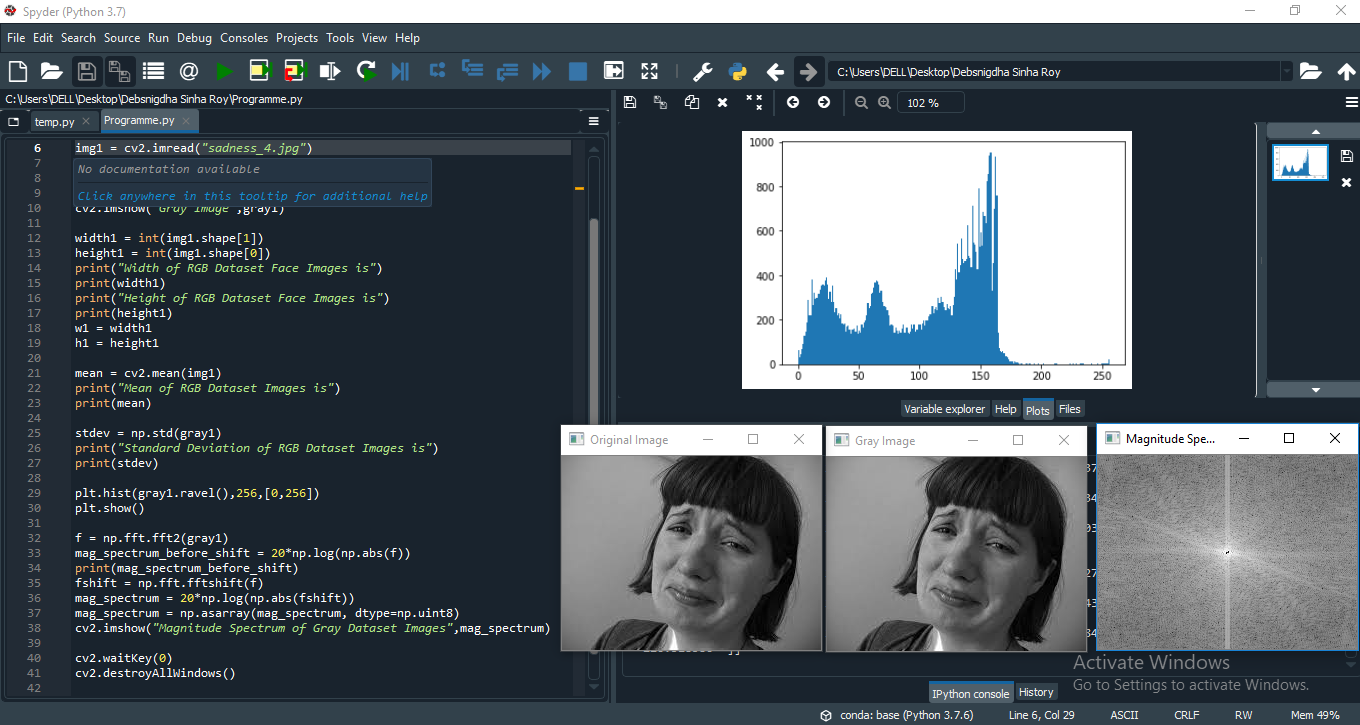 Spyder (Python 3.7)
File Edit Search Source Run Debug Consoles Projects Tools View Help
C:\Users\DELL\Desktop\Debsnigdha Sinha Roy
C:\Users\DELL\Desktop\Debsnigdha Sinha Roy\Programme.py
temp.py Programme.py
6 img1 = cv2.imread("sadness_4.jpg")
7 No documentation available
8
9 Click anywhere in this tooltip for additional help
10 cv2.imshow("Gray Image",gray1)
11
12 width1 = int(img1.shape[1])
13 height1 = int(img1.shape[0])
14 print("Width of RGB Dataset Face Images is")
15 print(width1)
16 print("Height of RGB Dataset Face Images is")
17 print(height1)
18 w1 = width1
19 h1 = height1
20
21 mean = cv2.mean(img1)
22 print("Mean of RGB Dataset Images is")
23 print(mean)
24
25 stdev = np.std(gray1)
26 print("Standard Deviation of RGB Dataset Images is")
27 print(stdev)
28
29 plt.hist(gray1.ravel(),256,[0,256])
30 plt.show()
31
32 f = np.fft.fft2(gray1)
33 mag_spectrum_before_shift = 20*np.log(np.abs(f))
34 print(mag_spectrum_before_shift)
35 fshift = np.fft.fftshift(f)
36 mag_spectrum = 20*np.log(np.abs(fshift))
37 mag_spectrum = np.asarray(mag_spectrum, dtype=np.uint8)
38 cv2.imshow("Magnitude Spectrum of Gray Dataset Images",mag_spectrum)
39
40 cv2.waitKey(0)
41 cv2.destroyAllWindows()
42
102 %
1000
800
600
400
200
0
0 50 100 150 200 250
Variable explorer Help Plots Files
Original Image
Gray Image
Magnitude Spe...
Activate Windows
Go to Settings to activate Windows.
IPython console History
conda: base (Python 3.7.6) Line 6, Col 29 ASCII CRLF RW Mem 49%